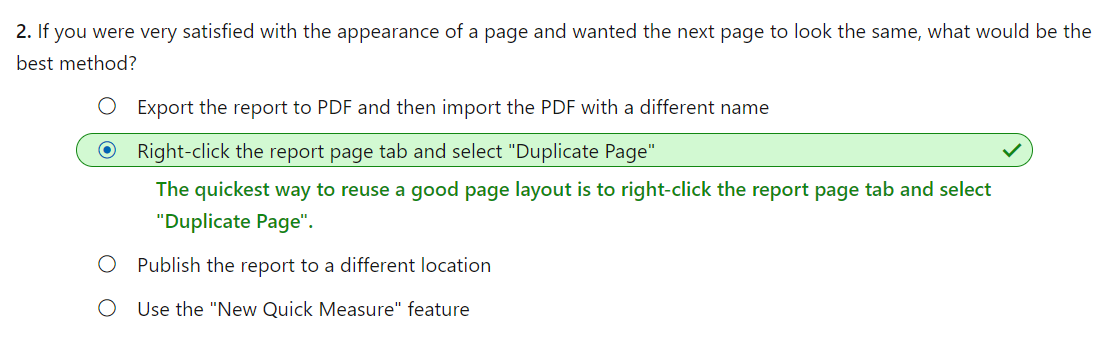 2. If you were very satisfied with the appearance of a page and wanted the next page to look the same, what would be the
best method?
Export the report to PDF and then import the PDF with a different name
Right-click the report page tab and select "Duplicate Page"
The quickest way to reuse a good page layout is to right-click the report page tab and select
"Duplicate Page".
Publish the report to a different location
Use the "New Quick Measure" feature